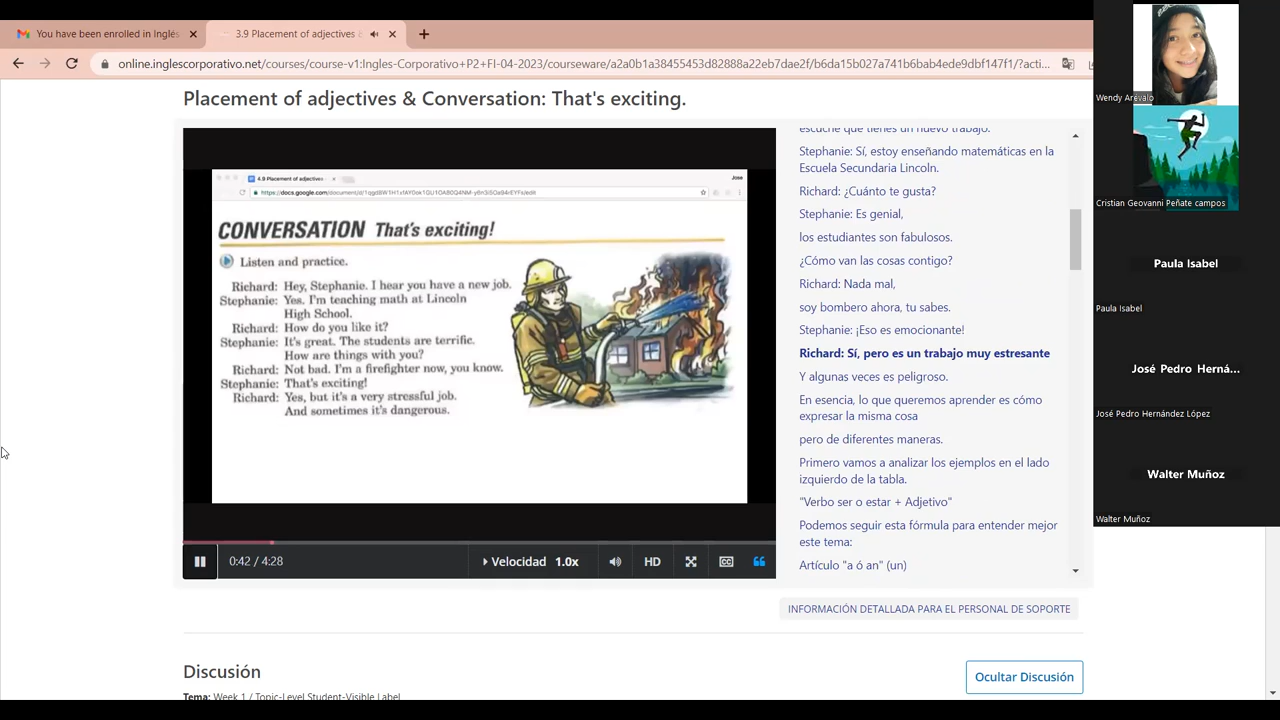 You have been enrolled in Inglés
3.9 Placement of adjectives &
online.inglescorporativo.net/courses/course-v1:Ingles-Corporativo+P2+FI-04-2023/courseware/a2a0b1a38455453d82888a22eb7dae2f/b6da15b027a741b6bab4ede9dbf147f1/?acti...
Placement of adjectives & Conversation: That's exciting.
4.9 Placement of adjectives
Jose
CONVERSATION That's exciting!
Listen and practice.
Richard: Hey, Stephanie. I hear you have a new job.
Stephanie: Yes. I'm teaching math at Lincoln
High School.
Richard: How do you like it?
Stephanie: It's great. The students are terrific.
How are things with you?
Richard: Not bad. I'm a firefighter now, you know.
Stephanie: That's exciting!
Richard: Yes, but it's a very stressful job.
And sometimes it's dangerous.
0:42 / 4:28
Velocidad 1.0x
HD
CC
escuché que tienes un nuevo trabajo.
Stephanie: Sí, estoy enseñando matemáticas en la
Escuela Secundaria Lincoln.
Richard: ¿Cuánto te gusta?
Stephanie: Es genial,
los estudiantes son fabulosos.
¿Cómo van las cosas contigo?
Richard: Nada mal,
soy bombero ahora, tu sabes.
Stephanie: ¡Eso es emocionante!
Richard: Sí, pero es un trabajo muy estresante
Y algunas veces es peligroso.
En esencia, lo que queremos aprender es cómo
expresar la misma cosa
pero de diferentes maneras.
Primero vamos a analizar los ejemplos en el lado
izquierdo de la tabla.
"Verbo ser o estar + Adjetivo"
Podemos seguir esta fórmula para entender mejor
este tema:
Artículo "a ó an" (un)
INFORMACIÓN DETALLADA PARA EL PERSONAL DE SOPORTE
Discusión
Ocultar Discusión
Tema: Week 1 / Topic-Level Student-Visible Label
Wendy Arevalo
Cristian Geovanni Peñate campos
Paula Isabel
Paula Isabel
José Pedro Herná...
José Pedro Hernández López
Walter Muñoz
Walter Muñoz